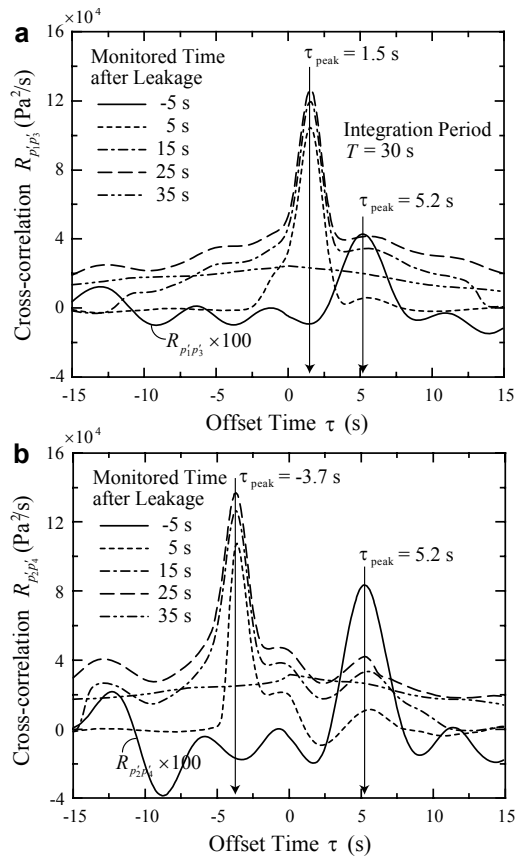 a
×10⁴
16
12
8
4
0
-4
Cross-correlation R_{p′₁p′₃} (Pa²/s)
Monitored Time
after Leakage
-5 s
5 s
15 s
25 s
35 s
τ_peak = 1.5 s
Integration Period
T = 30 s
τ_peak = 5.2 s
R_{p′₁p′₃} ×100
-15 -10 -5 0 5 10 15
Offset Time τ (s)
b
×10⁴
16
12
8
4
0
-4
Cross-correlation R_{p′₂p′₄} (Pa²/s)
Monitored Time
after Leakage
-5 s
5 s
15 s
25 s
35 s
τ_peak = -3.7 s
τ_peak = 5.2 s
R_{p′₂p′₄} ×100
-15 -10 -5 0 5 10 15
Offset Time τ (s)